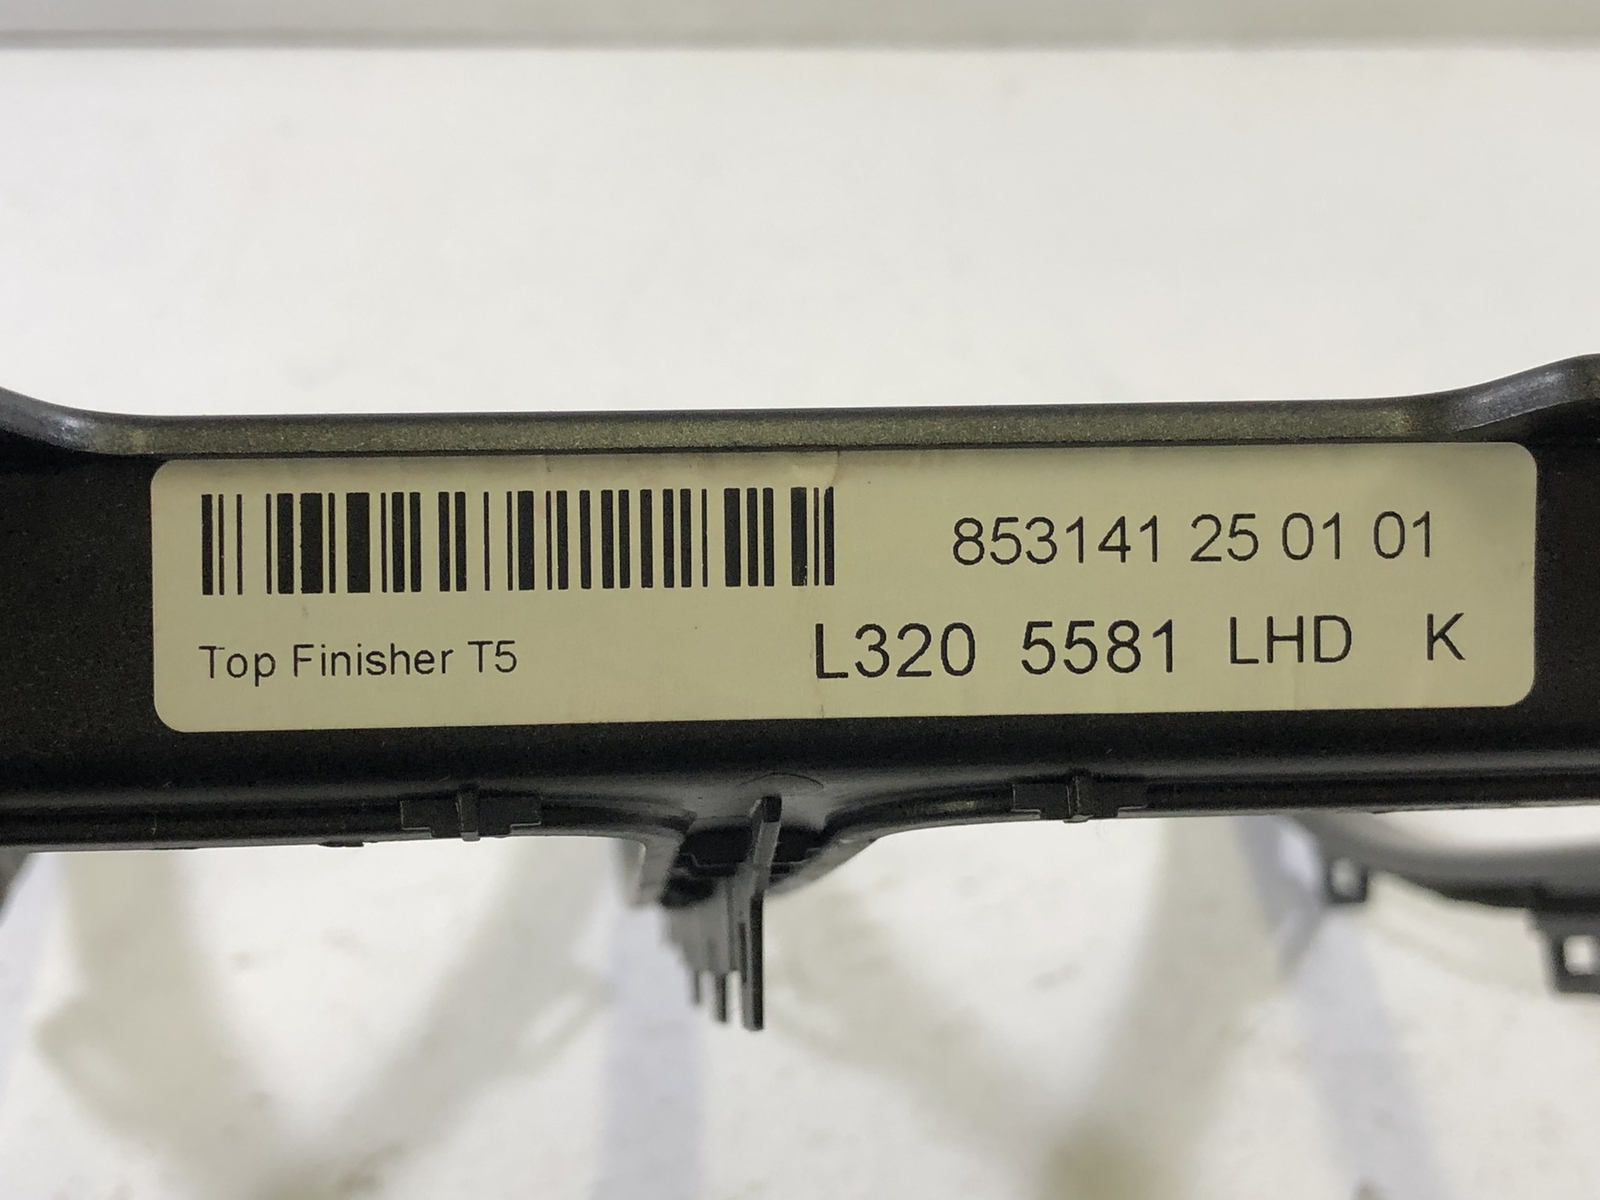 853141 25 01 01
Top Finisher T5
L320 5581 LHD K